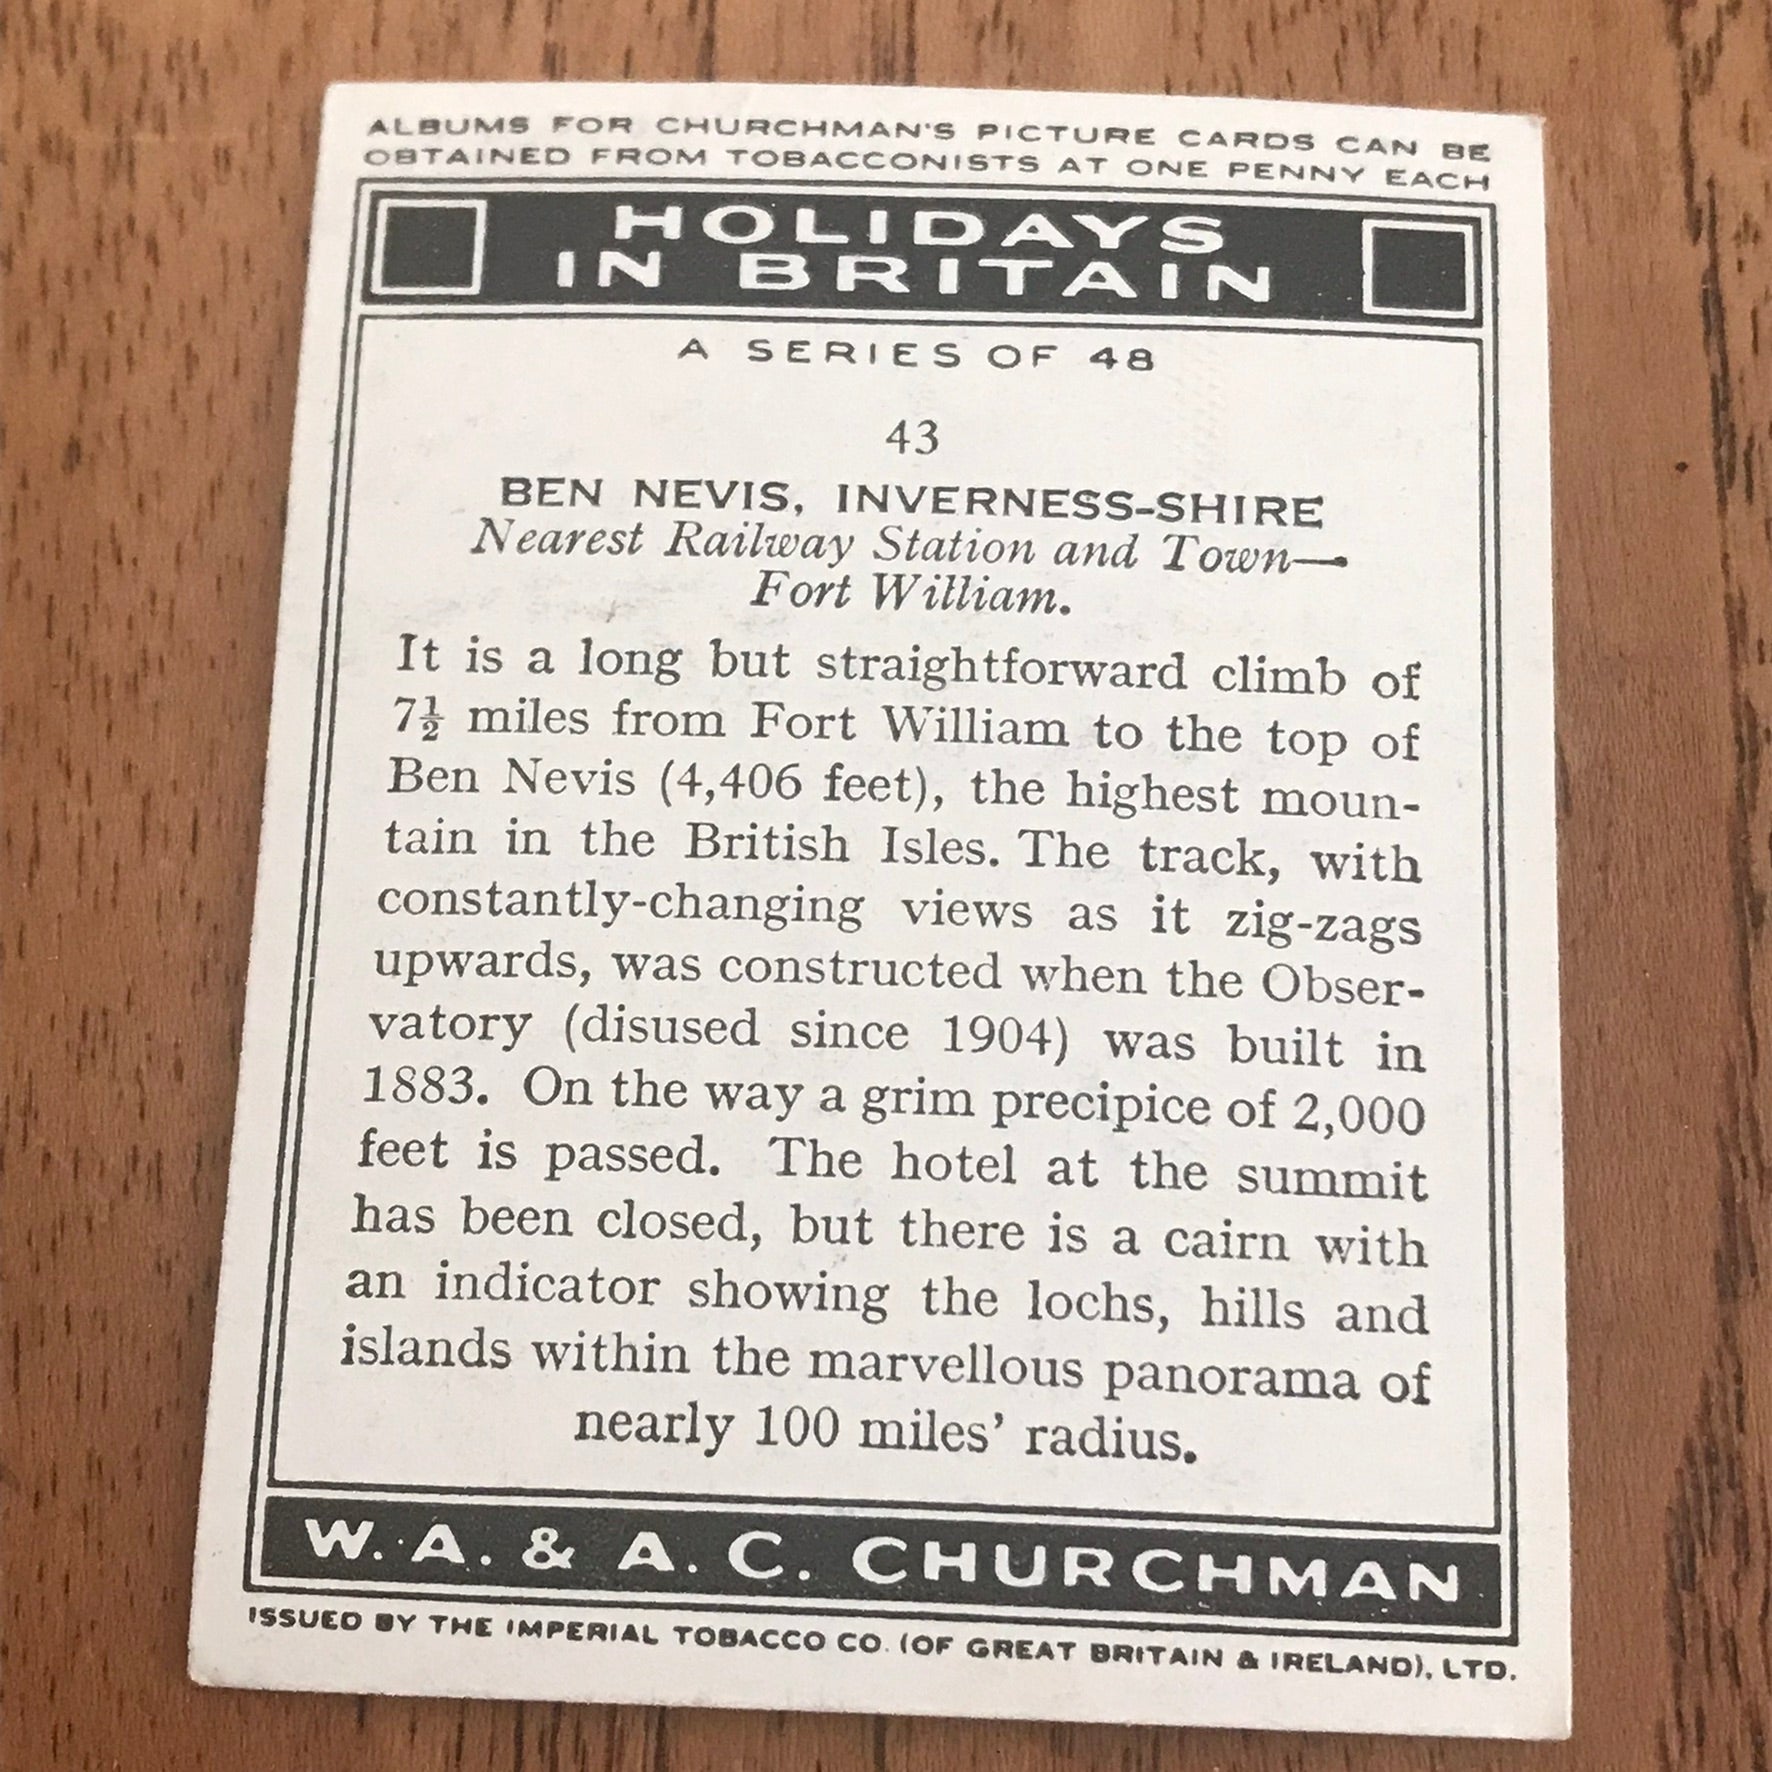 ALBUMS FOR CHURCHMAN'S PICTURE CARDS CAN BE
OBTAINED FROM TOBACCONISTS AT ONE PENNY EACH
HOLIDAYS
IN BRITAIN
A SERIES OF 48
43
BEN NEVIS, INVERNESS-SHIRE
Nearest Railway Station and Town—
Fort William.
It is a long but straightforward climb of
7½ miles from Fort William to the top of
Ben Nevis (4,406 feet), the highest moun-
tain in the British Isles. The track, with
constantly-changing views as it zig-zags
upwards, was constructed when the Obser-
vatory (disused since 1904) was built in
1883. On the way a grim precipice of 2,000
feet is passed. The hotel at the summit
has been closed, but there is a cairn with
an indicator showing the lochs, hills and
islands within the marvellous panorama of
nearly 100 miles' radius.
W. A. & A. C. CHURCHMAN
ISSUED BY THE IMPERIAL TOBACCO CO. (OF GREAT BRITAIN & IRELAND), LTD.